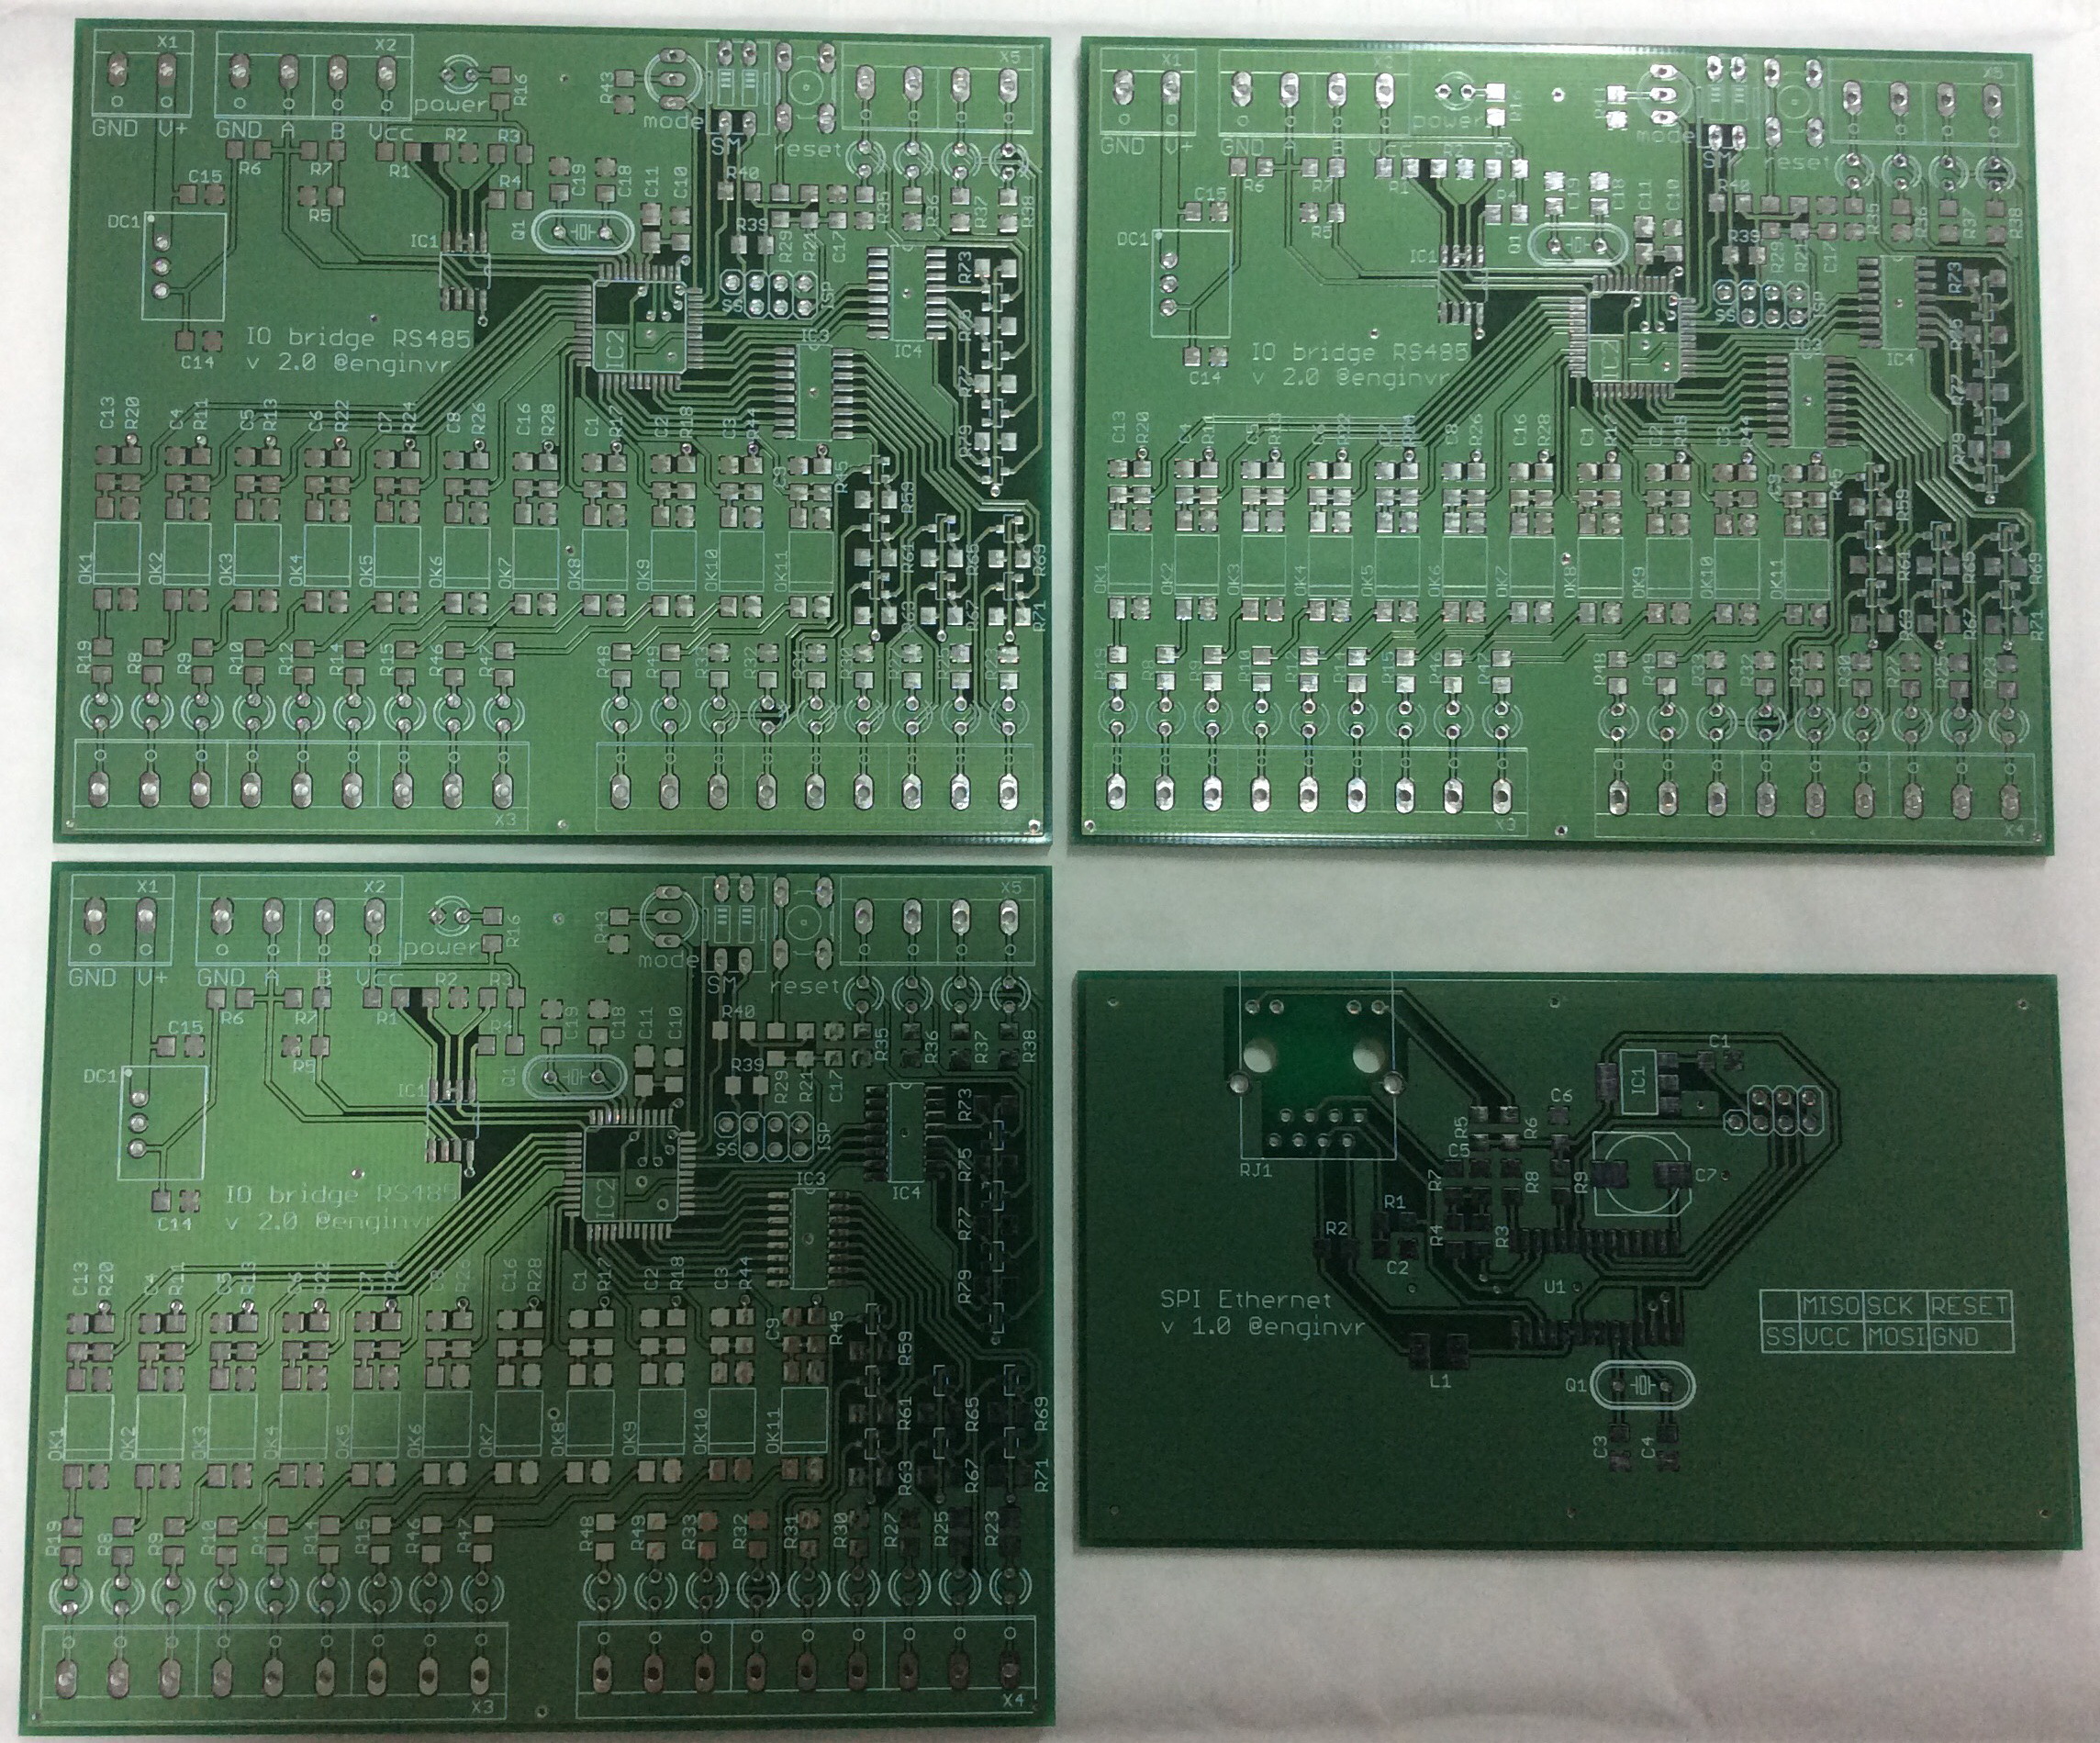 X1 X2 X5
R16 R43
power mode SM reset
GND V+ GND A B Vcc
R6 R7 R1 R2 R3 R4 R5
C15 C19 C18 C11 C10 R40
DC1 IC1 Q1 R39 R29 R21 C17 R35 R36 R37 R38
SS ISP R73
C14 IC2 IC3 IC4
IO bridge RS485
v 2.0 @enginvr
R77 R79
C13 R20 C4 R11 C5 R13 C6 R22 C7 R24 C8 R26 C16 R28 C1 R17 C2 R18 C3 R44 C9 R45 R59
OK1 OK2 OK3 OK4 OK5 OK6 OK7 OK8 OK9 OK10 OK11 R61 R65 R69
R63 R67 R71
R19 R8 R9 R10 R12 R14 R15 R46 R47 R48 R49 R33 R32 R31 R30 R27 R25 R23
X3
X1 X5
power mode SM reset
GND V+ GND A B Vcc
R6 R7 R1 R2 R3
C15 C19 C18 C11 C10 R40
DC1 IC1 Q1 R39 R29 R21 C17 R35 R36 R37 R38
SS ISP R73
C14 IC2 IC4
IO bridge RS485
v 2.0 @enginvr
R77 R79
C13 R20 C4 C5 R13 R22 C8 R26 C16 R28 C1 R17 R18 R45 R59
OK1 OK2 OK3 OK4 OK5 OK6 OK7 OK8 OK9 OK10 OK11 R61 R65 R69
R63 R67 R71
R19 R8 R9 R10 R12 R14 R15 R46 R47 R48 R49 R33 R32 R31 R30 R27 R25 R23
X3 X4
X1 X2 X5
R16 R43
power mode SM reset
GND V+ GND A B Vcc
R6 R7 R1 R2 R3 R4 R5
C15 C19 C18 C11 C10 R40
DC1 IC1 Q1 R39 R29 R21 C17 R35 R36 R37 R38
SS ISP R73
C14 IC2 IC3 IC4 R75
IO bridge RS485
v 2.0 @enginvr
R77 R79
C13 R20 C4 R11 C5 R13 C6 R22 C7 R24 C8 R26 C16 R28 C1 R17 C2 R18 C3 R44 C9 R45 R59
OK1 OK2 OK3 OK4 OK5 OK6 OK7 OK8 OK9 OK10 OK11 R61 R65 R69
R63 R67 R71
R19 R8 R9 R10 R12 R14 R15 R46 R47 R48 R49 R33 R32 R31 R30 R27 R25 R23
X3 X4
C1
IC1
RJ1 R5 C5 R6 C6
R7 R8 R9 C7
R2 R1 R4 R3
C2 U1
SPI Ethernet
v 1.0 @enginvr
MISO SCK RESET
SS VCC MOSI GND
L1 Q1
C3 C4